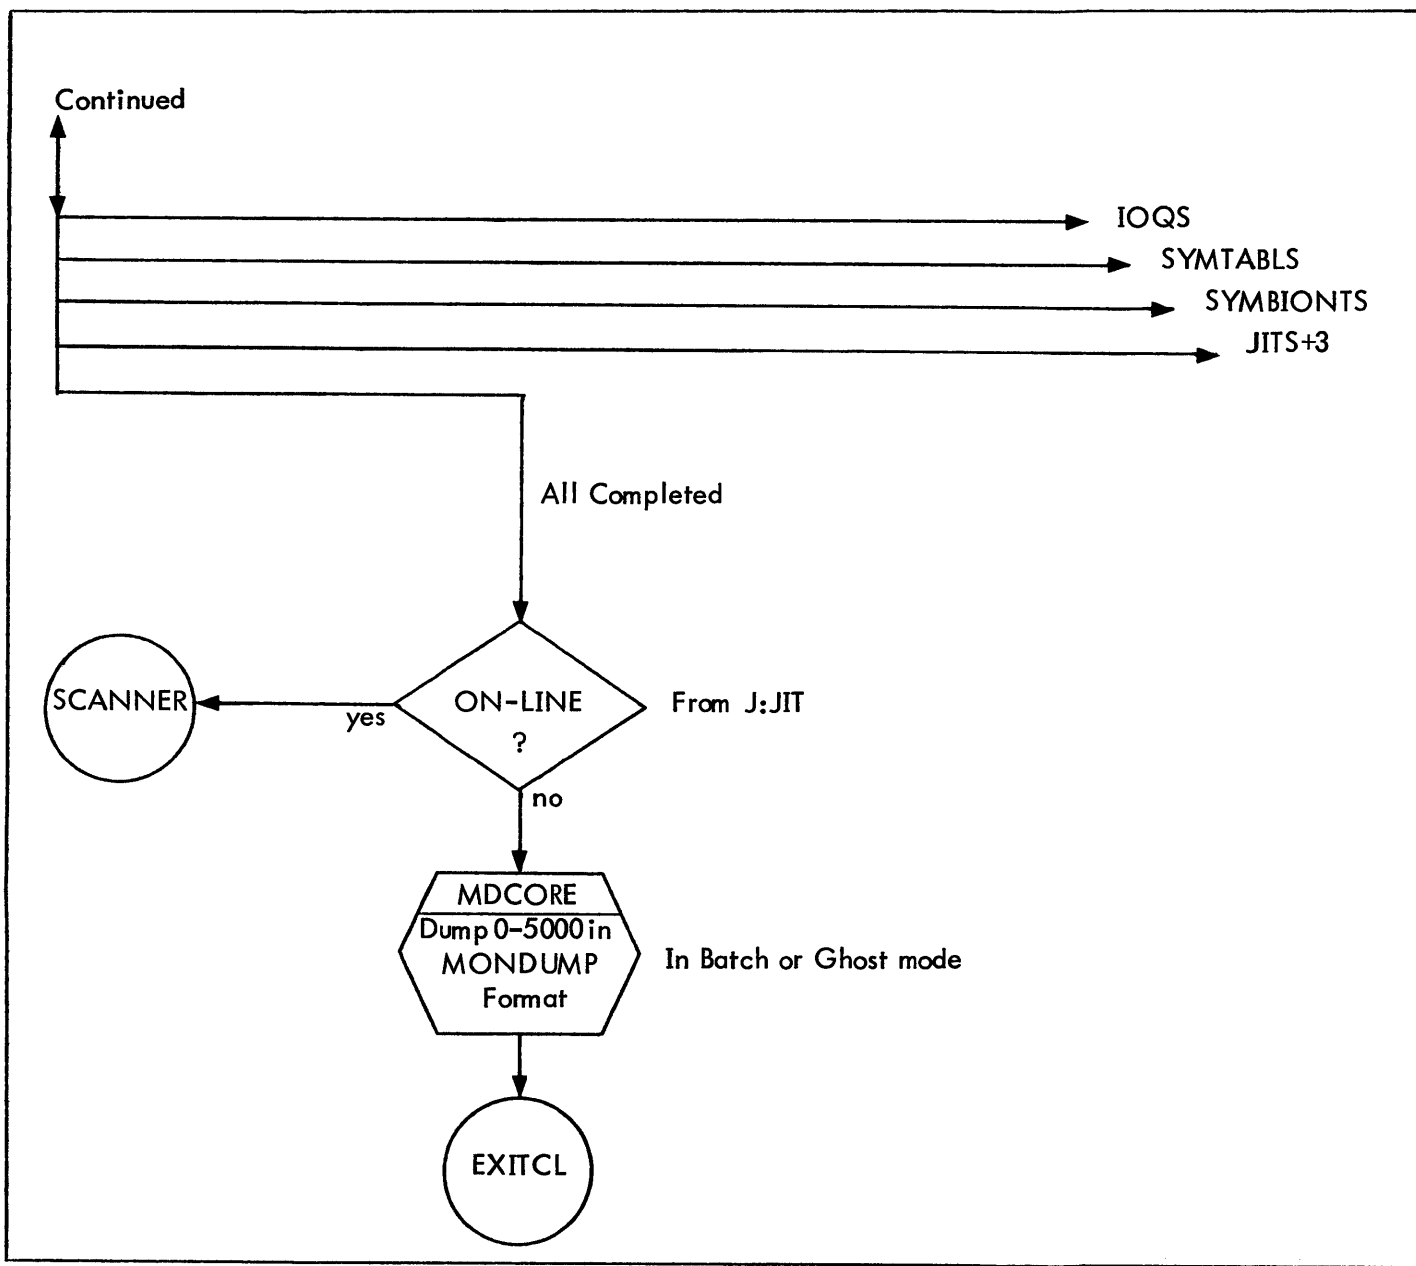 Continued
IOQS
SYMTABLS
SYMBIONTS
JITS+3
All Completed
SCANNER
yes
ON-LINE
?
From J:JIT
no
MDCORE
Dump 0-5000 in
MONDUMP
Format
In Batch or Ghost mode
EXITCL